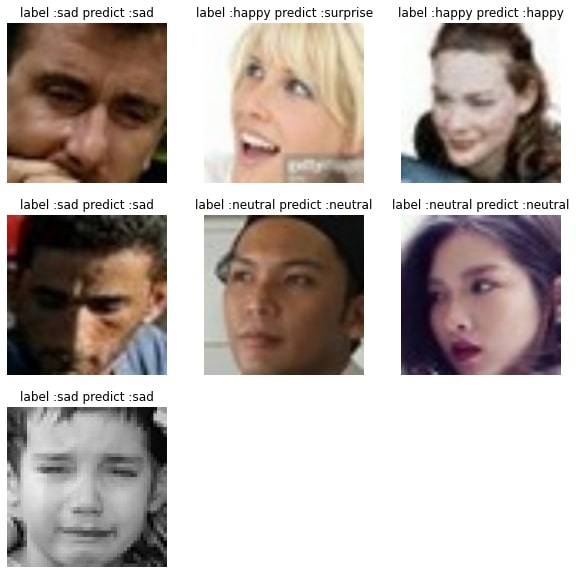 label :sad predict :sad
label :happy predict :surprise
label :happy predict :happy
label :sad predict :sad
label :neutral predict :neutral
label :neutral predict :neutral
label :sad predict :sad